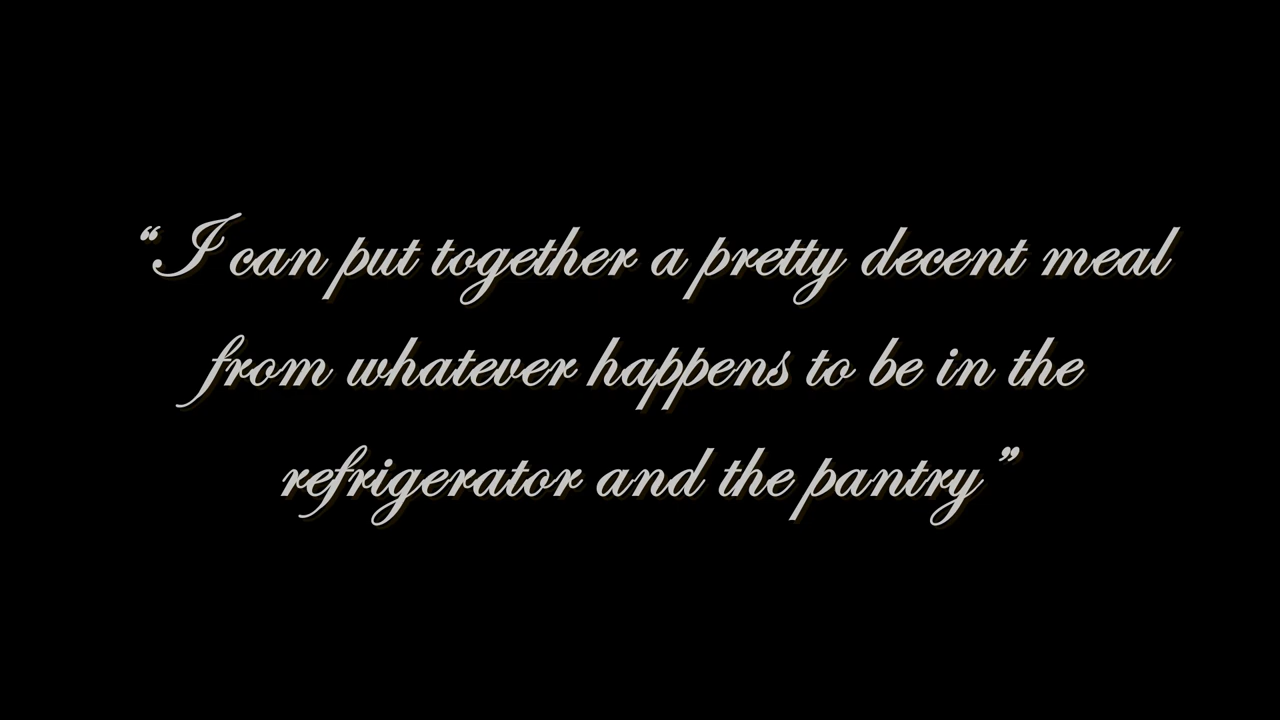 “I can put together a pretty decent meal
from whatever happens to be in the
refrigerator and the pantry”